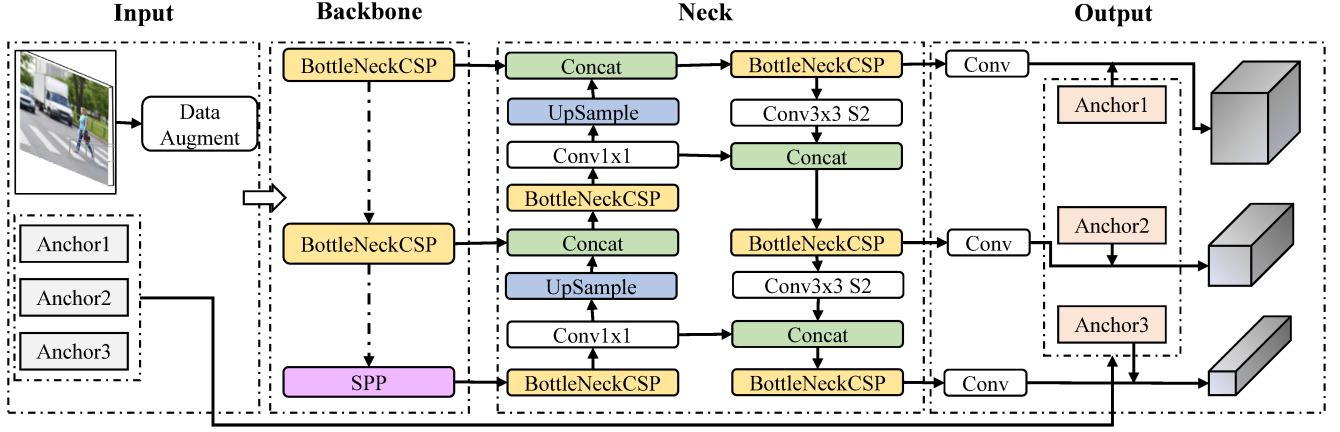 Input
Backbone
Neck
Output
Data
Augment
Anchor1
Anchor2
Anchor3
BottleNeckCSP
BottleNeckCSP
SPP
Concat
UpSample
Conv1x1
BottleNeckCSP
Concat
UpSample
Conv1x1
BottleNeckCSP
BottleNeckCSP
Conv3x3 S2
Concat
BottleNeckCSP
Conv3x3 S2
Concat
BottleNeckCSP
Conv
Conv
Conv
Anchor1
Anchor2
Anchor3